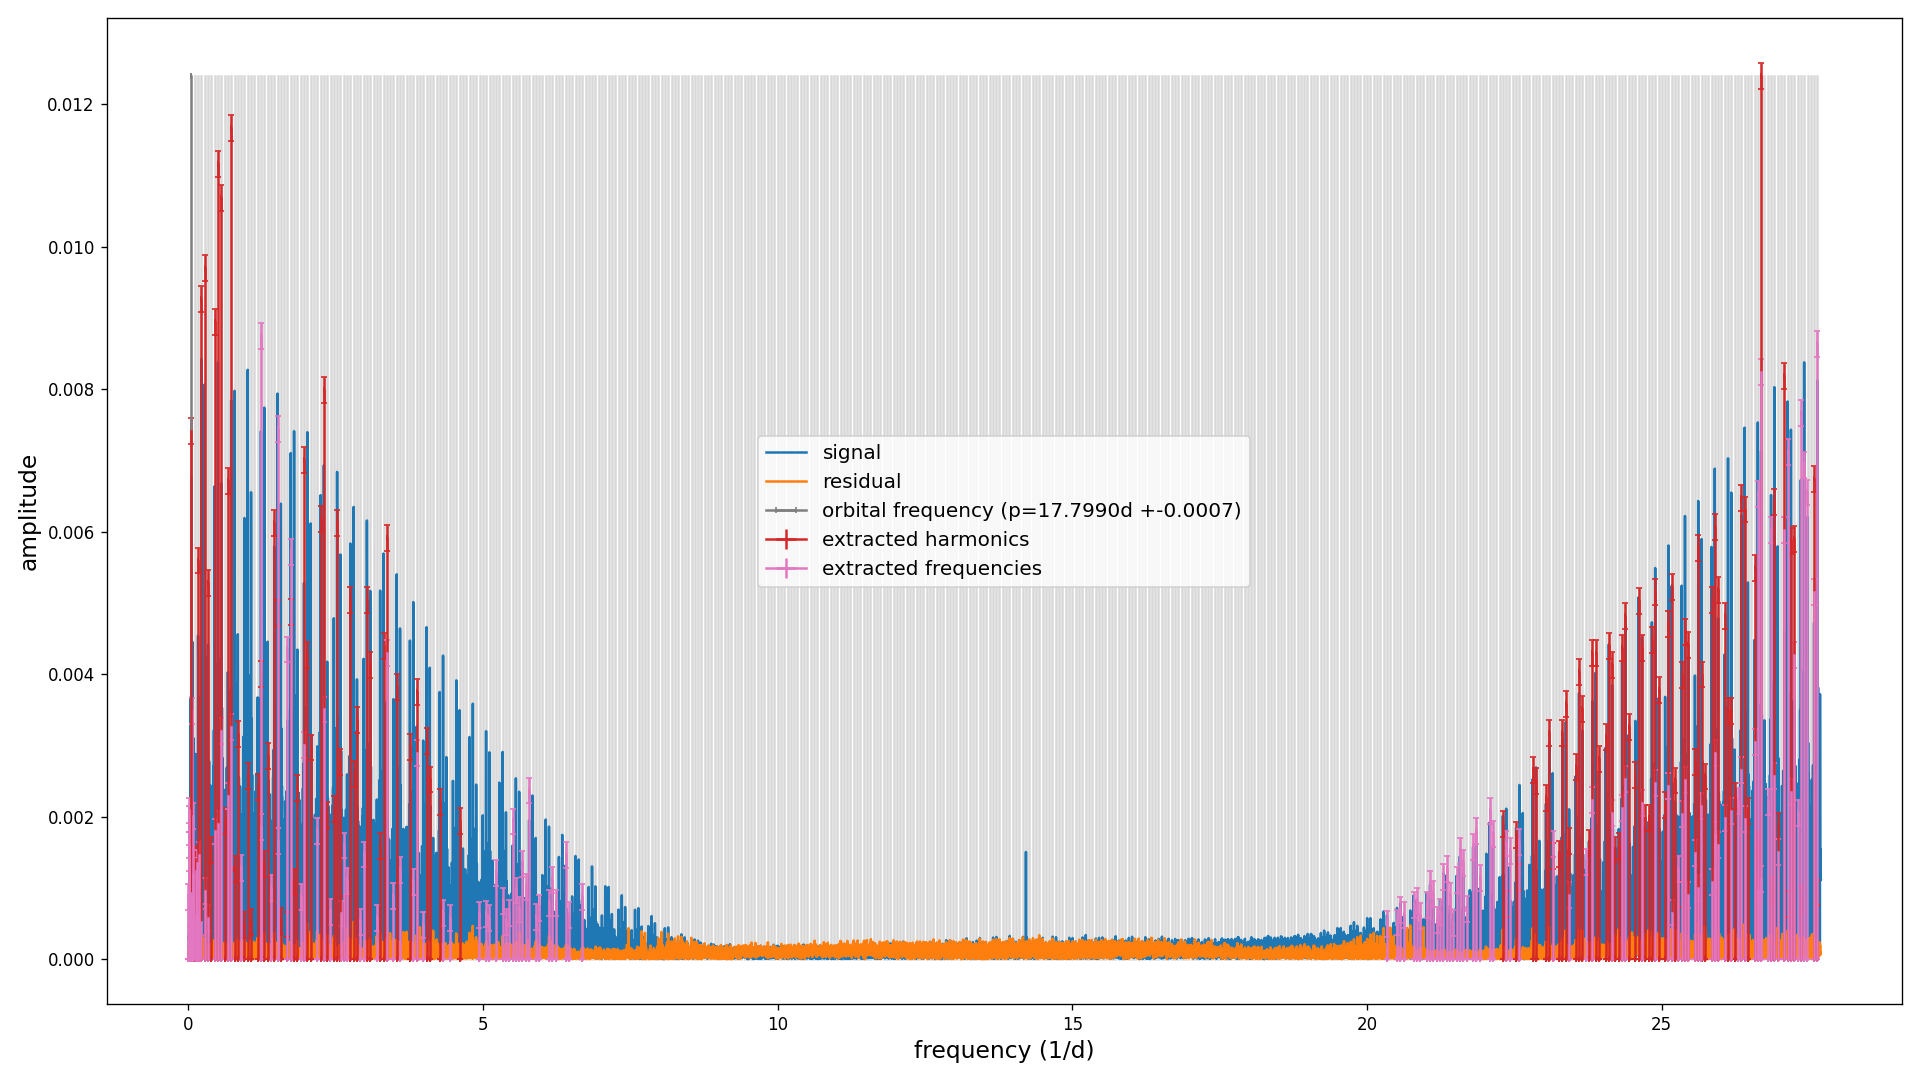 0.012
0.010
0.008
0.006
0.004
0.002
0.000
amplitude
signal
residual
orbital frequency (p=17.7990d +-0.0007)
extracted harmonics
extracted frequencies
0 5 10 15 20 25
frequency (1/d)